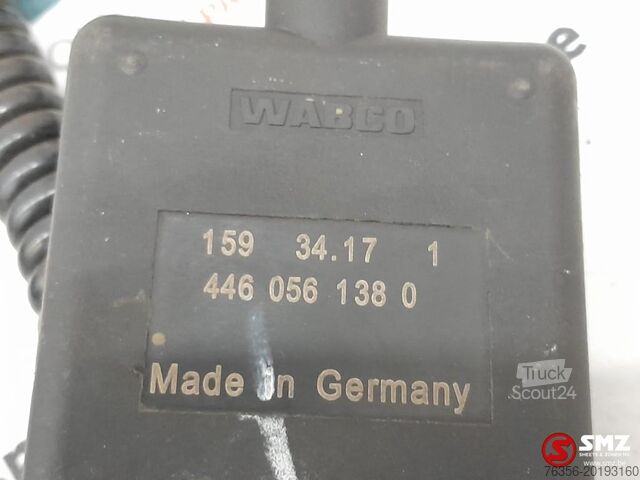 WABCO
159 34.17 1
446 056 138 0
Made in Germany
Truck
Scout24
SMZ
76356-20193160